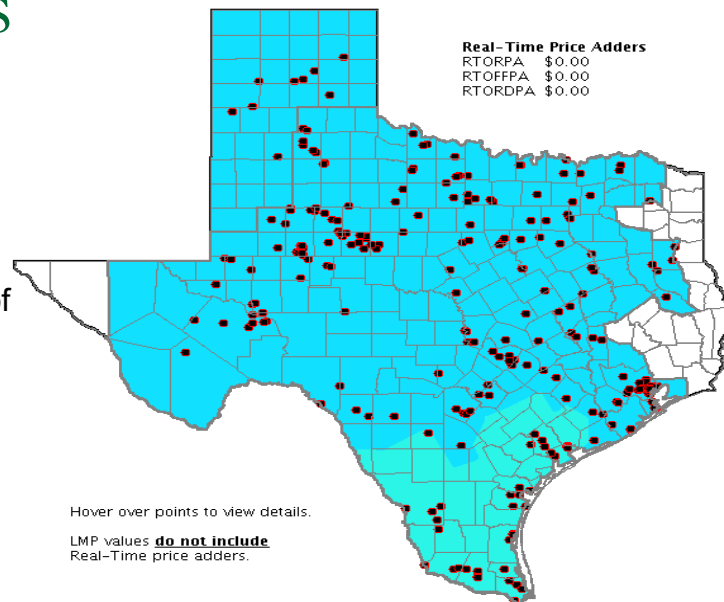 s
Real-Time Price Adders
RTORPA $0.00
RTOFFPA $0.00
RTORDPA $0.00
of
Hover over points to view details.
LMP values do not include
Real-Time price adders.